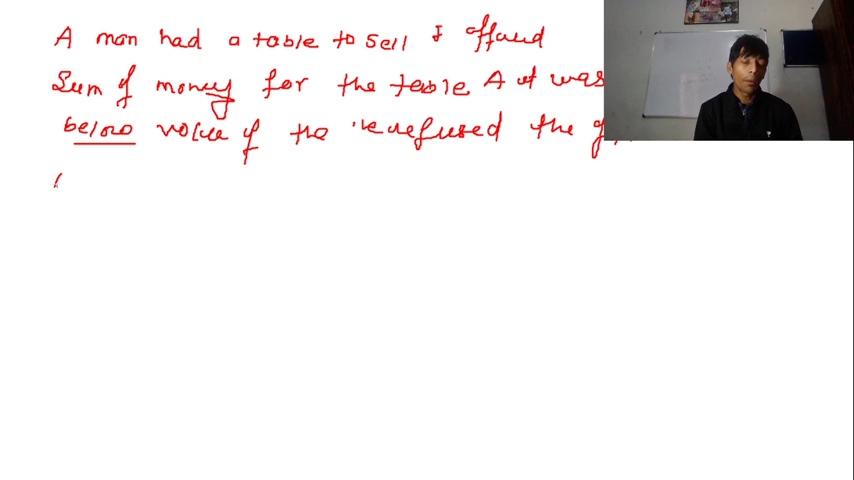 A man had a table to sell & offered
Sum of money for the table A it was
below value of the refused the
(